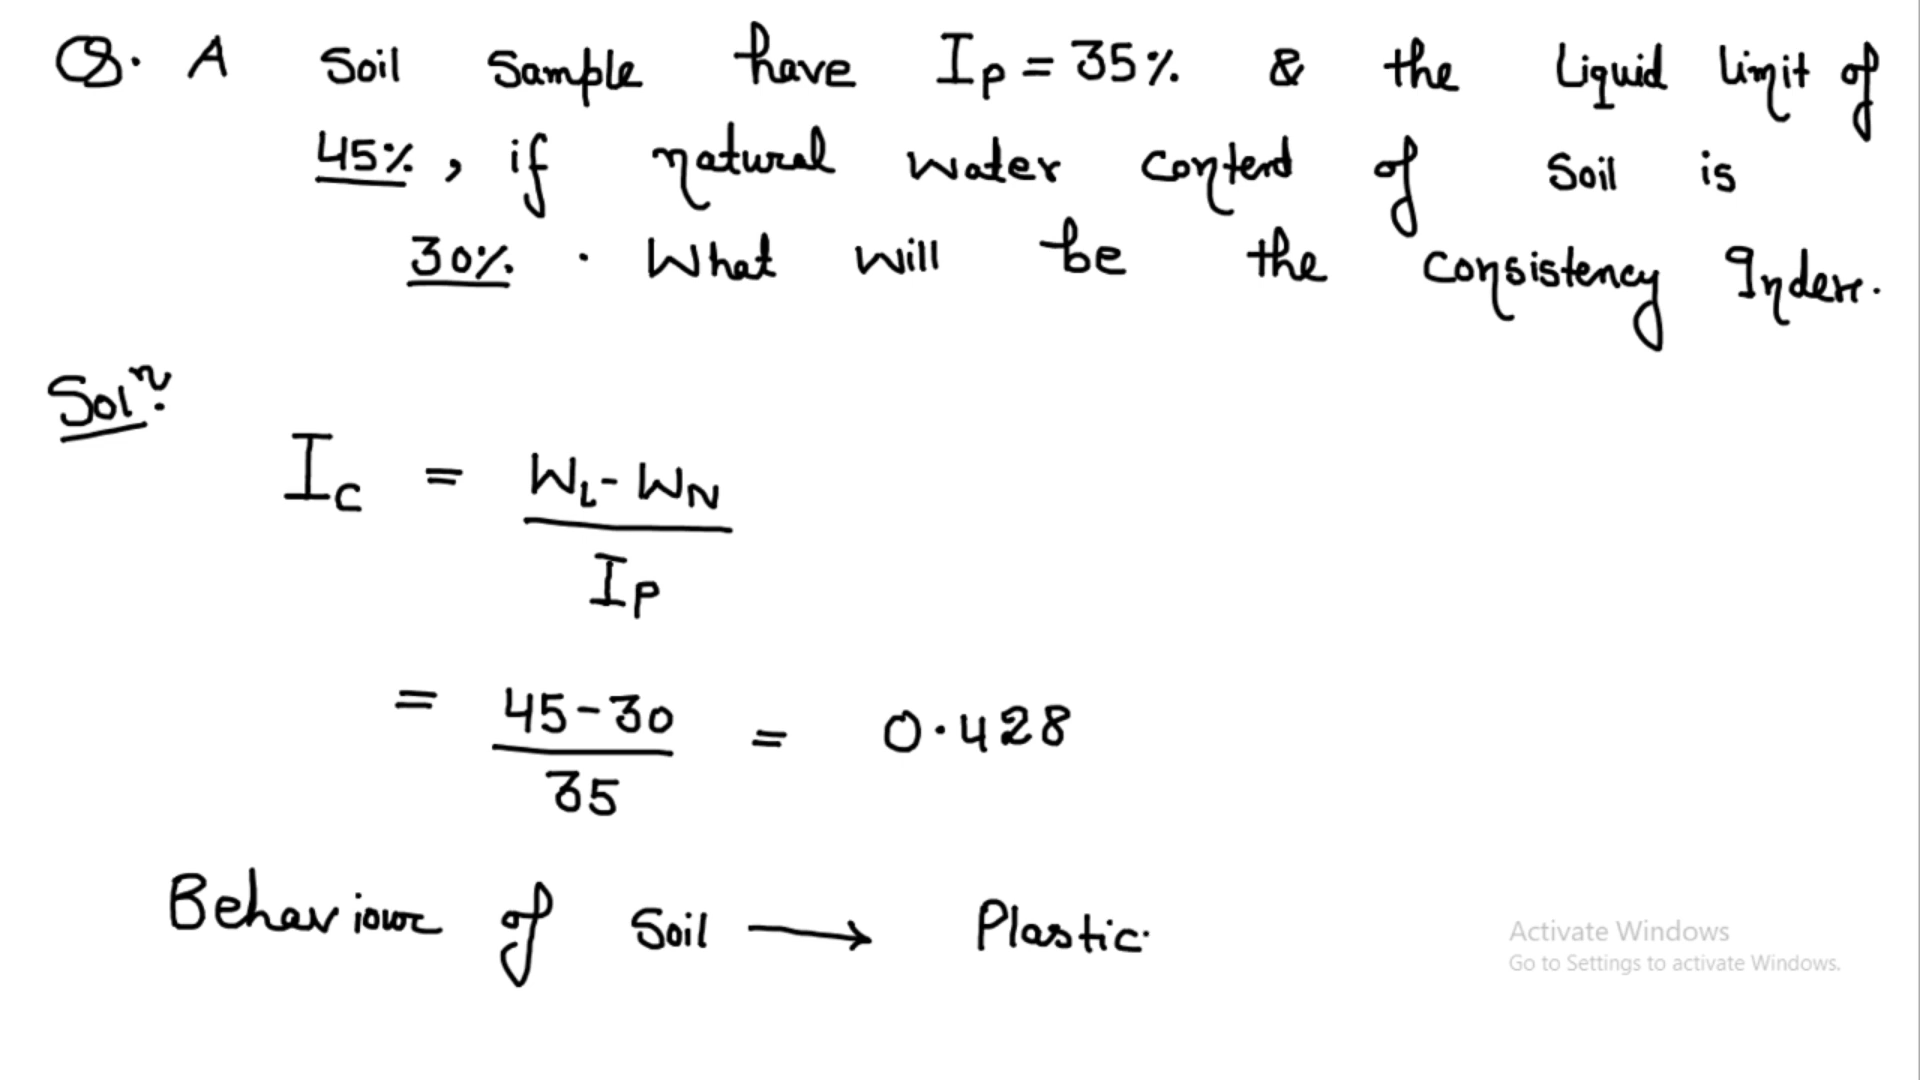 Q. A Soil Sample have Ip = 35% & the Liquid limit of
45%, if natural water contend of Soil is
30%. What will be the consistency Index.
Solⁿ:
Ic = WL - WN
Ip
= 45-30 = 0.428
35
Behaviour of Soil → Plastic.
Activate Windows
Go to Settings to activate Windows.